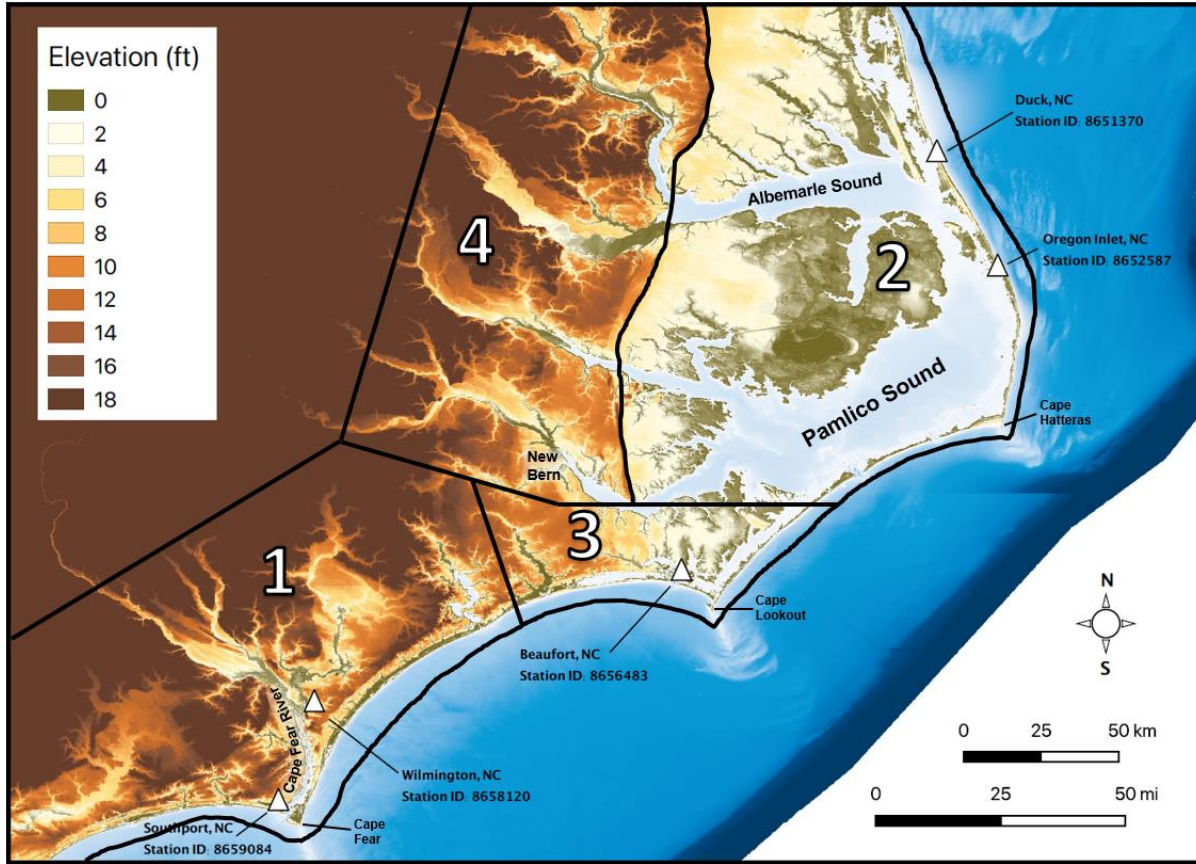 Elevation (ft)
0
2
4
6
8
10
12
14
16
18
Duck, NC
Station ID: 8651370
Albemarle Sound
4
2
Oregon Inlet, NC
Station ID: 8652587
Pamlico Sound
Cape
Hatteras
New
Bern
3
1
Cape
Lookout
N
S
Beaufort, NC
Station ID: 8656483
Cape Fear River
0 25 50 km
Wilmington, NC
Station ID: 8658120
0 25 50 mi
Southport, NC
Station ID: 8659084
Cape
Fear